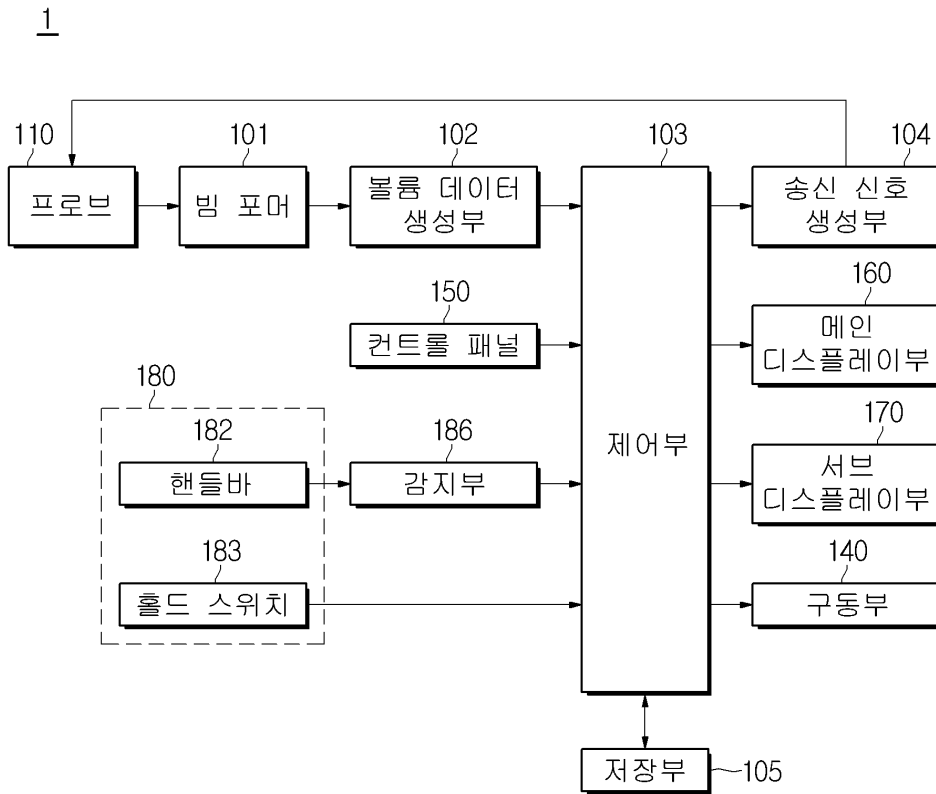 1
110
101
102
103
104
프로브
빔 포머
볼륨 데이터
생성부
송신 신호
생성부
150
컨트롤 패널
160
메인
디스플레이부
180
182
핸들바
186
감지부
제어부
170
서브
디스플레이부
183
홀드 스위치
140
구동부
저장부
105